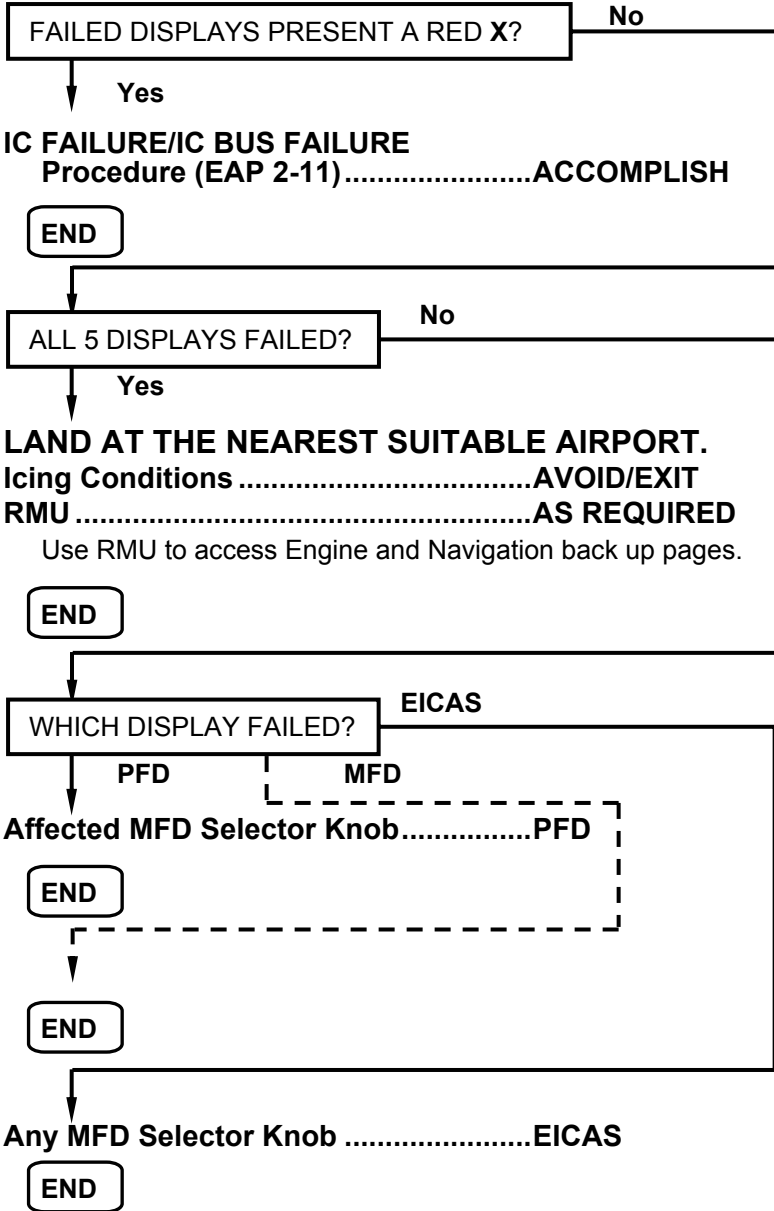 FAILED DISPLAYS PRESENT A RED X?
No
Yes
IC FAILURE/IC BUS FAILURE
Procedure (EAP 2-11).......................ACCOMPLISH
END
ALL 5 DISPLAYS FAILED?
No
Yes
LAND AT THE NEAREST SUITABLE AIRPORT.
Icing Conditions ....................................AVOID/EXIT
RMU........................................................AS REQUIRED
Use RMU to access Engine and Navigation back up pages.
END
WHICH DISPLAY FAILED?
EICAS
PFD
MFD
Affected MFD Selector Knob................PFD
END
END
Any MFD Selector Knob .......................EICAS
END